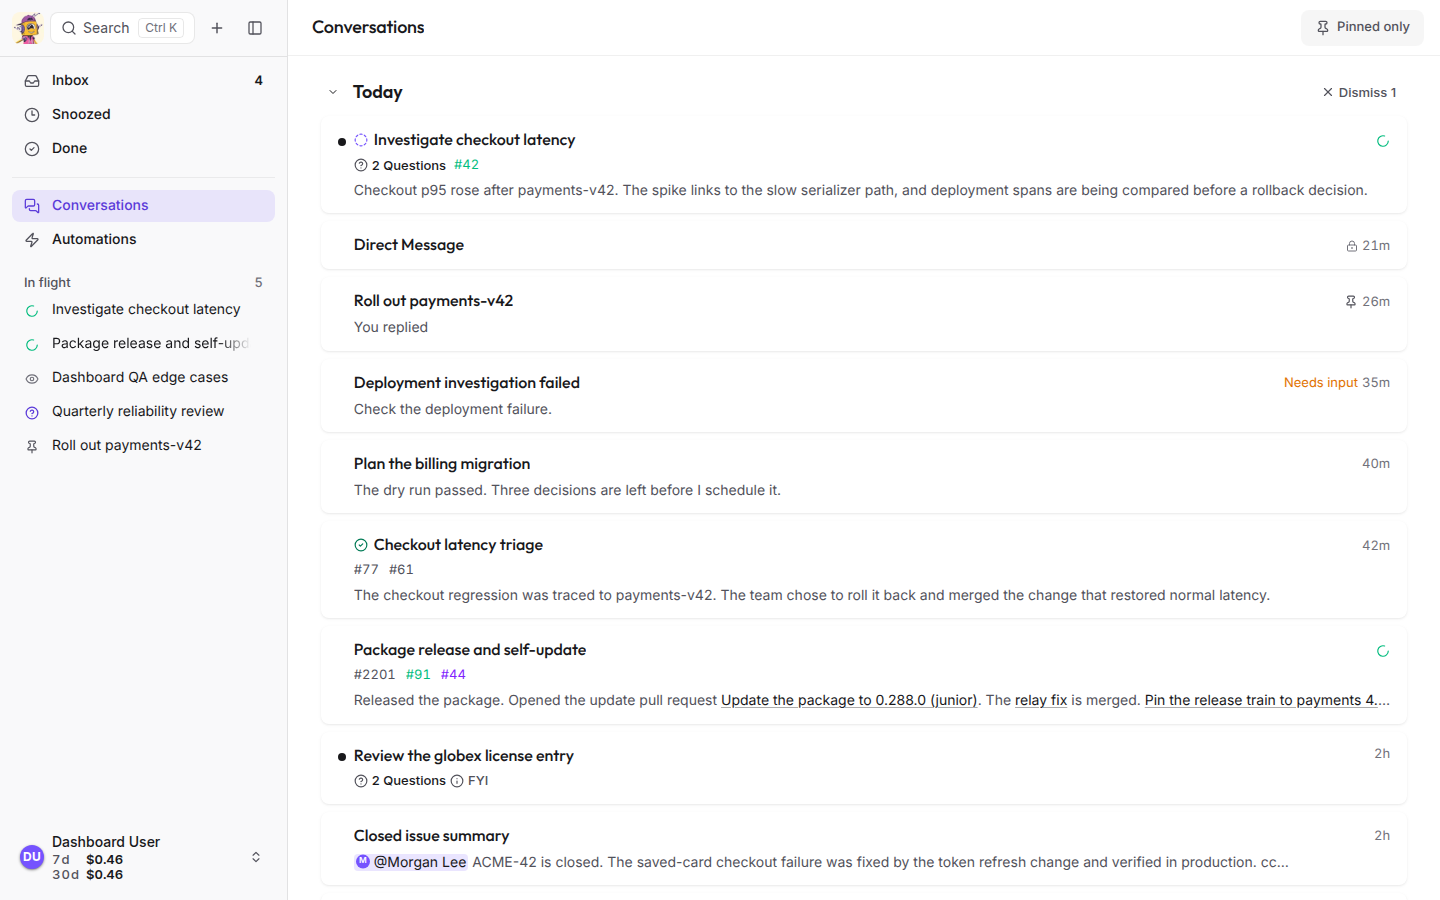 Search Ctrl K
Inbox 4
Snoozed
Done
Conversations
Automations
In flight 5
Investigate checkout latency
Package release and self-upd
Dashboard QA edge cases
Quarterly reliability review
Roll out payments-v42
DU Dashboard User
7d $0.46
30d $0.46
Conversations
Pinned only
Today
Dismiss 1
Investigate checkout latency
2 Questions #42
Checkout p95 rose after payments-v42. The spike links to the slow serializer path, and deployment spans are being compared before a rollback decision.
Direct Message 21m
Roll out payments-v42 26m
You replied
Deployment investigation failed Needs input 35m
Check the deployment failure.
Plan the billing migration 40m
The dry run passed. Three decisions are left before I schedule it.
Checkout latency triage 42m
#77 #61
The checkout regression was traced to payments-v42. The team chose to roll it back and merged the change that restored normal latency.
Package release and self-update
#2201 #91 #44
Released the package. Opened the update pull request Update the package to 0.288.0 (junior). The relay fix is merged. Pin the release train to payments 4....
Review the globex license entry 2h
2 Questions FYI
Closed issue summary 2h
M @Morgan Lee ACME-42 is closed. The saved-card checkout failure was fixed by the token refresh change and verified in production. cc...